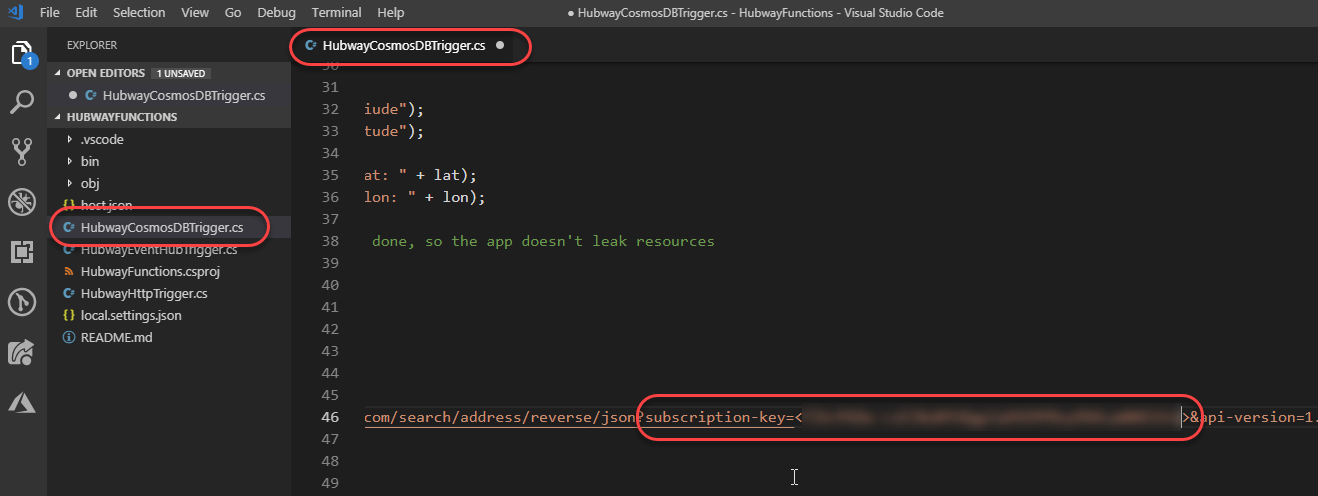 File Edit Selection View Go Debug Terminal Help
● HubwayCosmosDBTrigger.cs - HubwayFunctions - Visual Studio Code
EXPLORER
OPEN EDITORS 1 UNSAVED
HubwayCosmosDBTrigger.cs
HUBWAYFUNCTIONS
.vscode
bin
obj
host.json
HubwayCosmosDBTrigger.cs
HubwayEventHubTrigger.cs
HubwayFunctions.csproj
HubwayHttpTrigger.cs
local.settings.json
README.md
1
HubwayCosmosDBTrigger.cs
30
31
32 iude");
33 tude");
34
35 at: " + lat);
36 lon: " + lon);
37
38 done, so the app doesn't leak resources
39
40
41
42
43
44
45
46 com/search/address/reverse/json?subscription-key=< >&api-version=1.
47
48
49